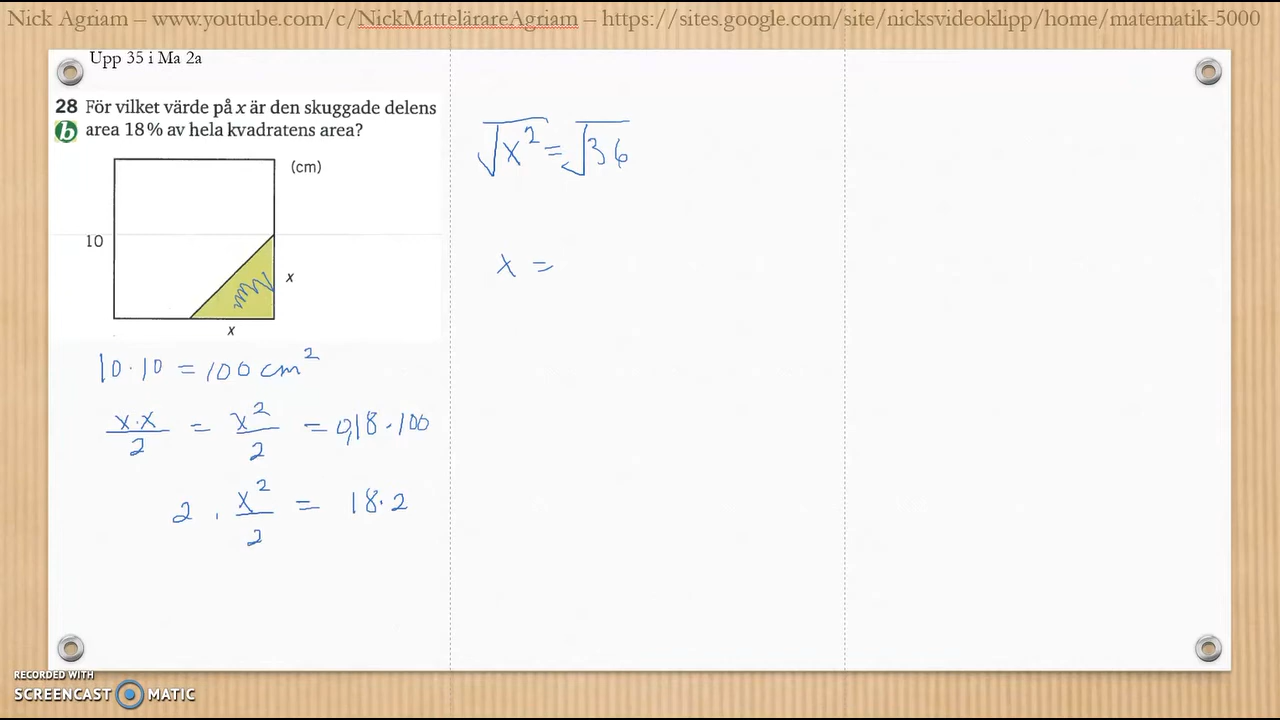 Nick Agriam – www.youtube.com/c/NickMattelärareAgriam – https://sites.google.com/site/nicksvideoklipp/home/matematik-5000
Upp 35 i Ma 2a
28 För vilket värde på x är den skuggade delens
b area 18 % av hela kvadratens area?
(cm)
10
x
x
10·10 = 100 cm²
x·x/2 = x²/2 = 0,18·100
2 · x²/2 = 18·2
√x² = √36
x =
RECORDED WITH
SCREENCAST MATIC